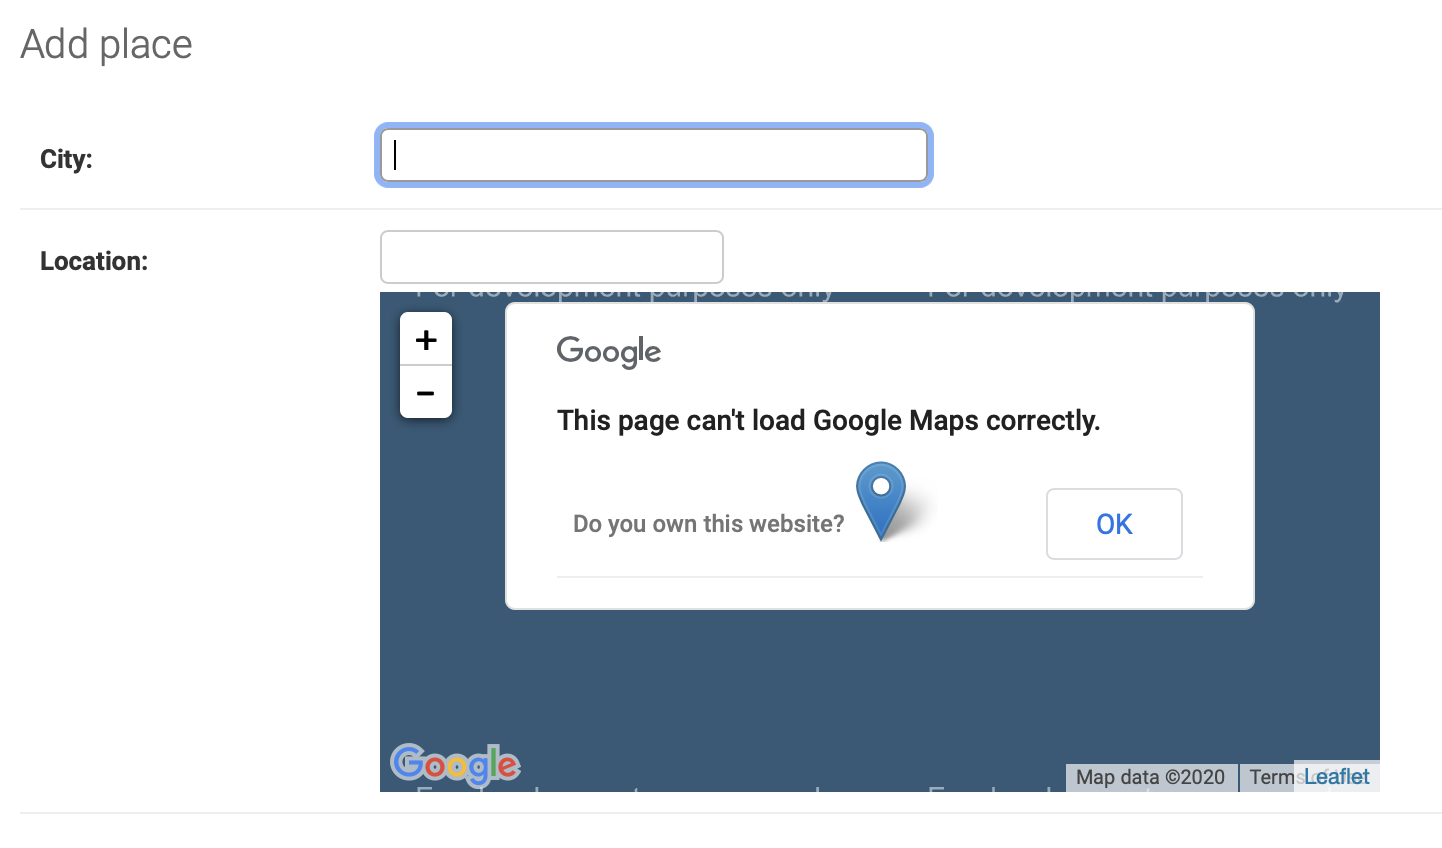 Add place
City:
Location:
For development purposes only For development purposes only
+
Google
−
This page can't load Google Maps correctly.
Do you own this website?
OK
Google
Map data ©2020 Terms Leaflet